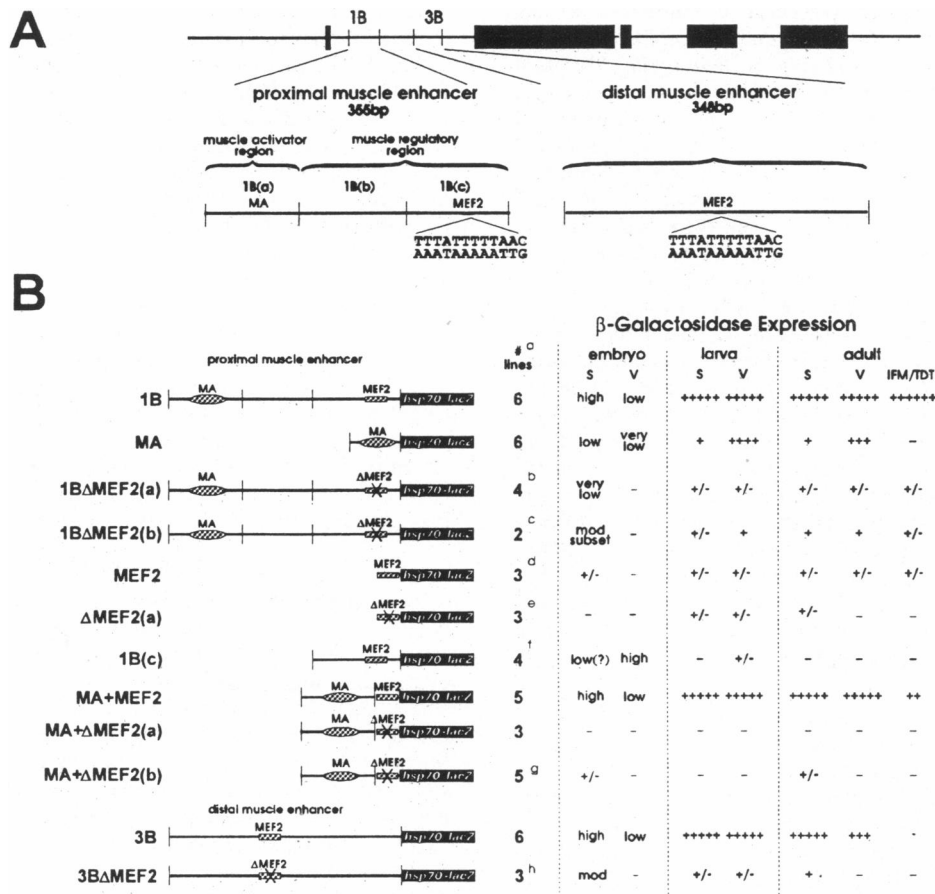 A
1B 3B
proximal muscle enhancer
355bp
distal muscle enhancer
348bp
muscle activator region
muscle regulatory region
1B(a) 1B(b) 1B(c)
MA MEF2 MEF2
TTTATTTTTAAC TTTATTTTTAAC
AAATAAAAATTG AAATAAAAATTG
B
β-Galactosidase Expression
proximal muscle enhancer # lines a embryo larva adult
S V S V S V IFM/TDT
MA MEF2
1B hsp70-lacZ 6 high low +++++ +++++ +++++ +++++ ++++++
MA
MA hsp70-lacZ 6 low very low + ++++ + +++ -
MA ΔMEF2
1BΔMEF2(a) hsp70-lacZ 4 b very low - +/- +/- +/- +/- +/-
MA ΔMEF2
1BΔMEF2(b) hsp70-lacZ 2 c mod subset - +/- + + + +/-
MEF2
MEF2 hsp70-lacZ 3 d +/- - +/- +/- +/- +/- +/-
ΔMEF2
ΔMEF2(a) hsp70-lacZ 3 e - - +/- +/- +/- - -
MEF2
1B(c) hsp70-lacZ 4 f low(?) high - +/- - - -
MA MEF2
MA+MEF2 hsp70-lacZ 5 high low +++++ +++++ +++++ +++++ ++
MA ΔMEF2
MA+ΔMEF2(a) hsp70-lacZ 3 - - - - - - -
MA ΔMEF2
MA+ΔMEF2(b) hsp70-lacZ 5 g +/- - - - +/- - -
distal muscle enhancer
MEF2
3B hsp70-lacZ 6 high low +++++ +++++ +++++ +++ -
ΔMEF2
3BΔMEF2 hsp70-lacZ 3 h mod - +/- +/- + - -